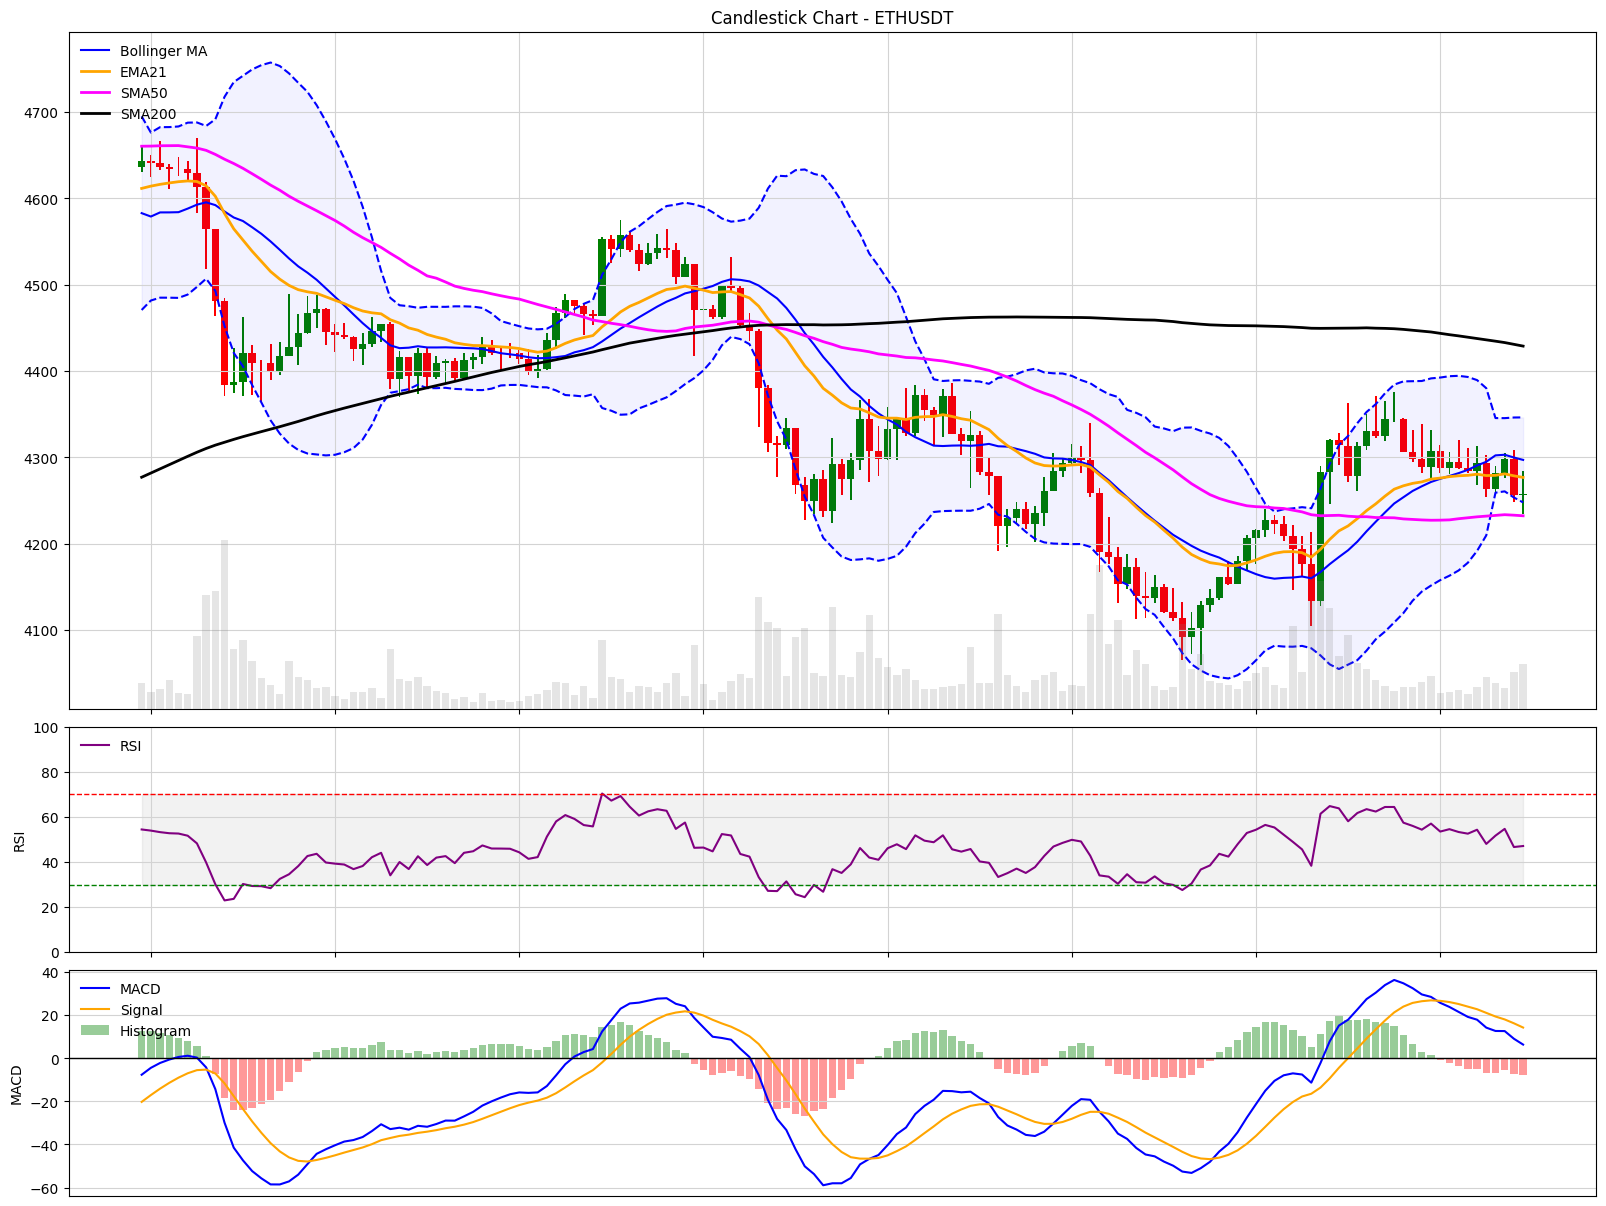 Candlestick Chart - ETHUSDT
Bollinger MA
EMA21
SMA50
SMA200
4700
4600
4500
4400
4300
4200
4100
RSI
100
80
60
40
20
0
RSI
MACD
Signal
Histogram
40
20
0
−20
−40
−60
MACD